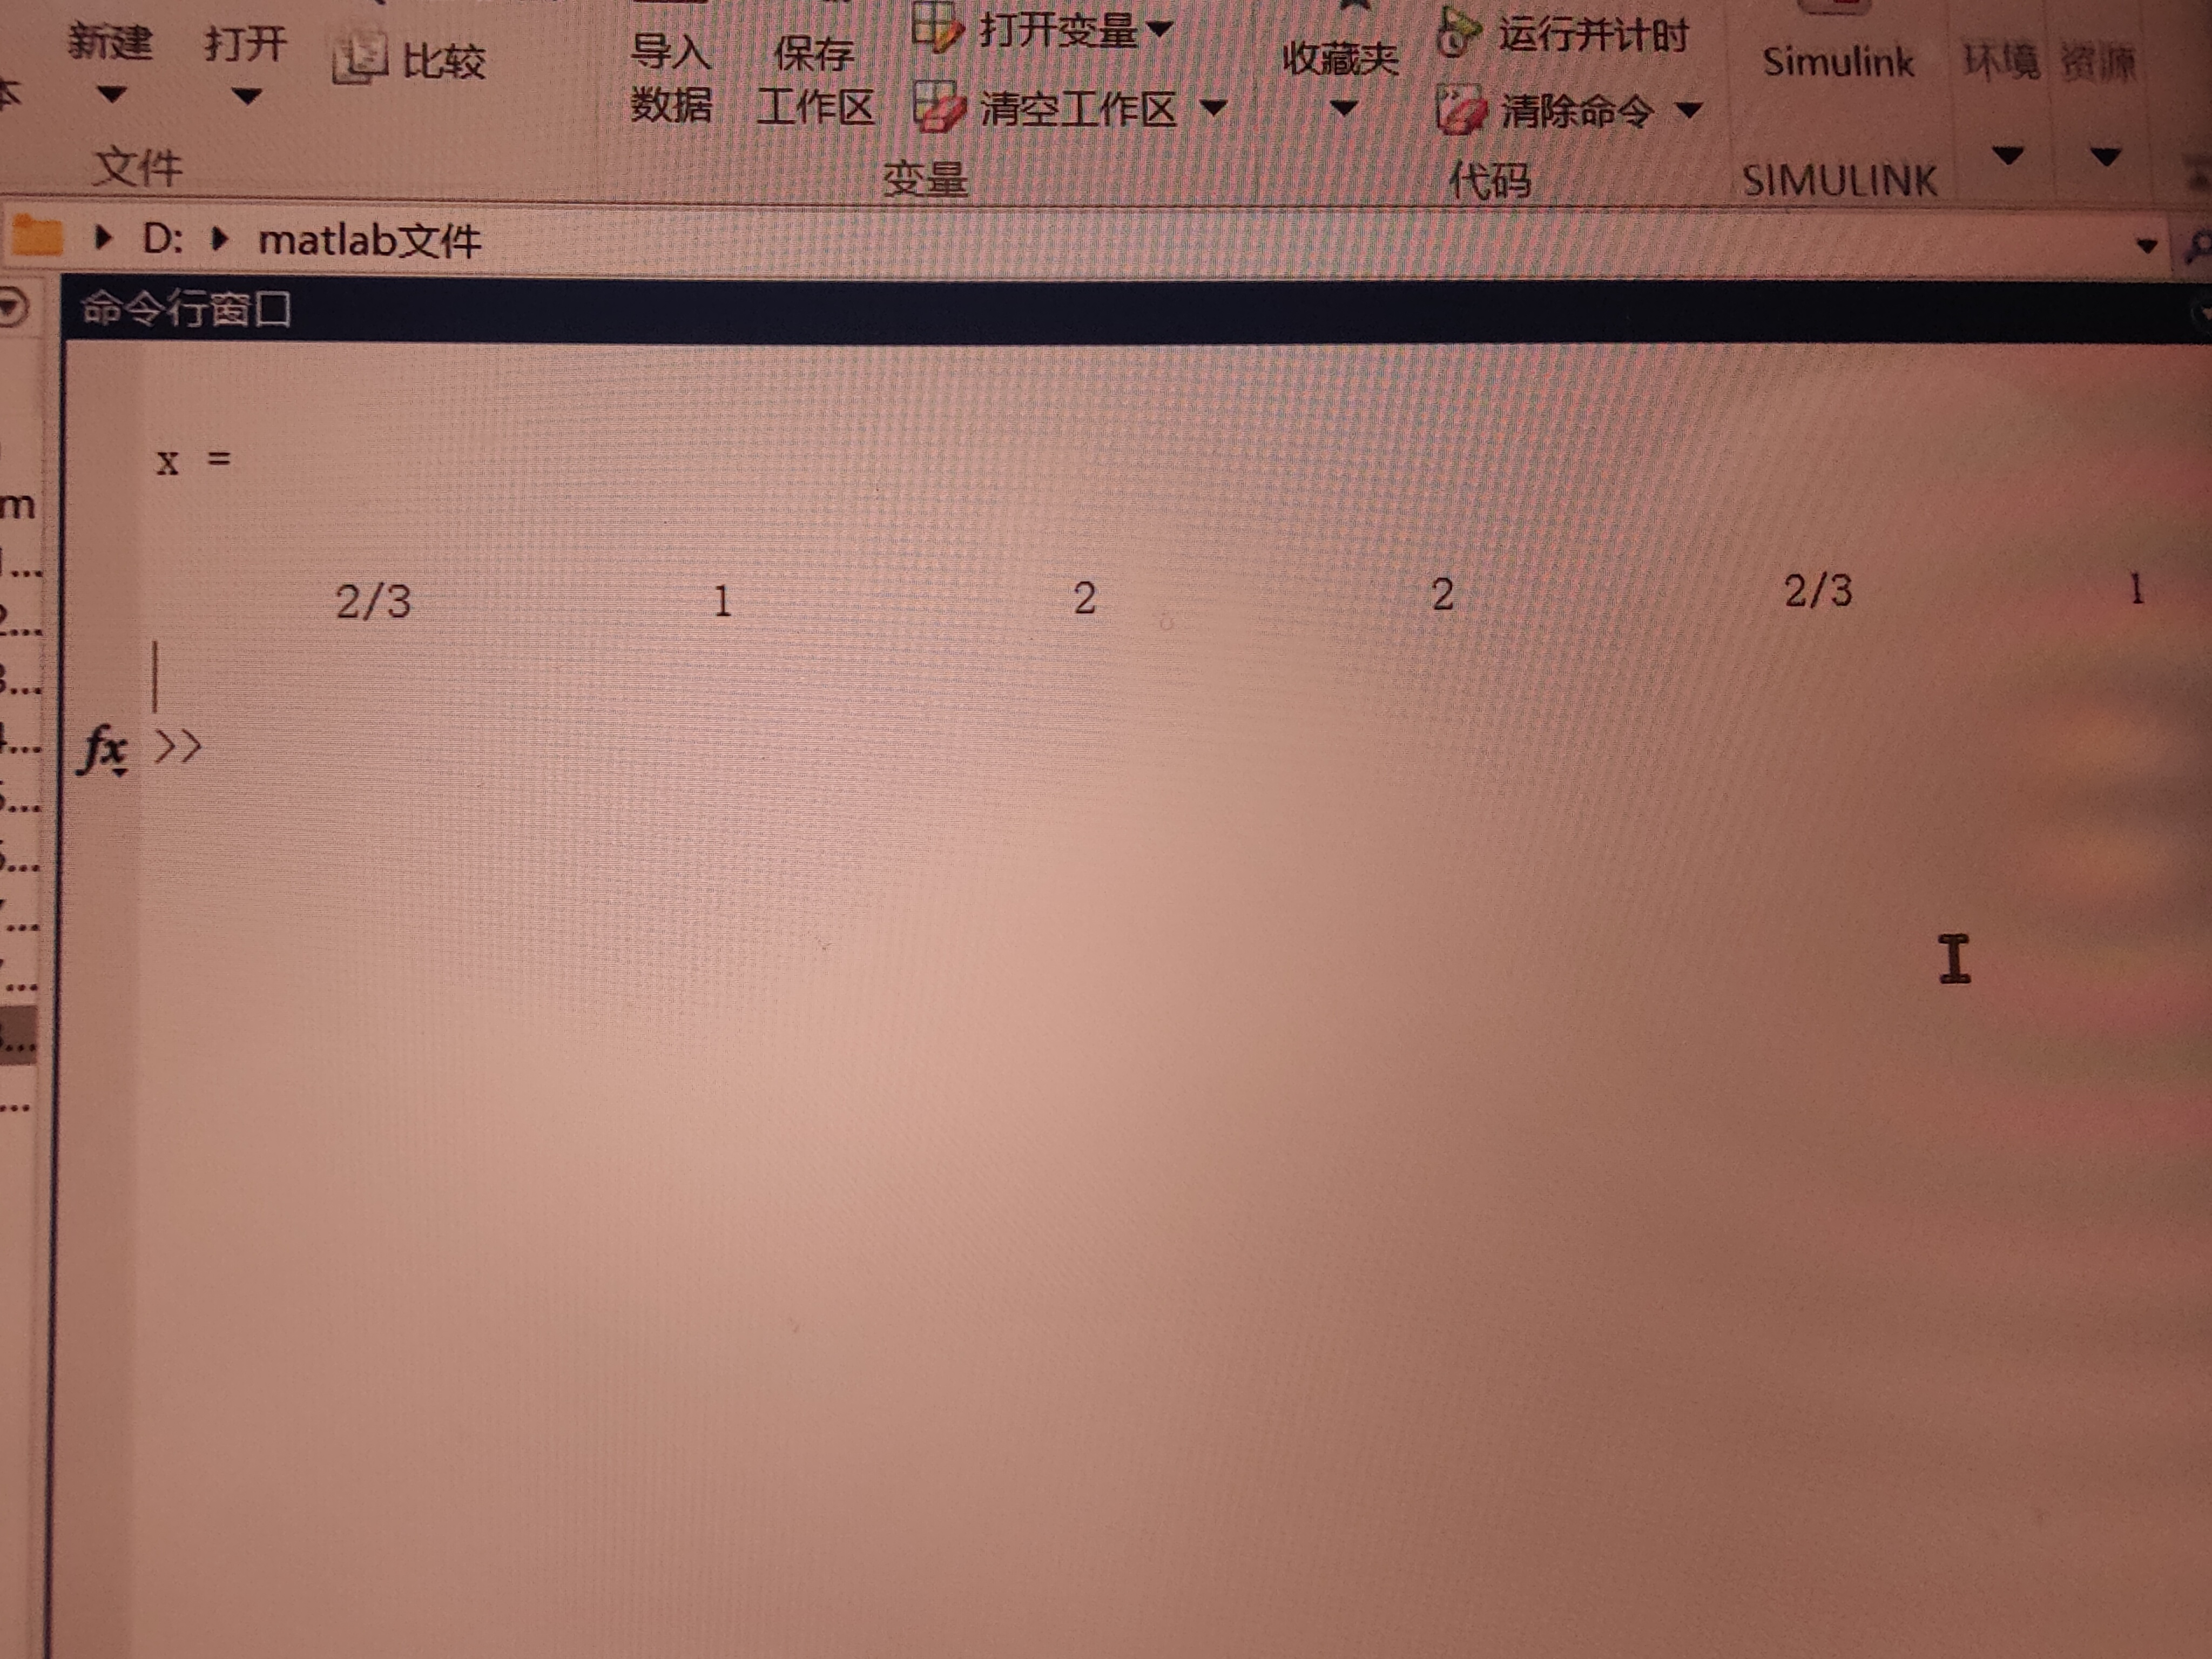 新建 打开 比较 导入 数据 保存 工作区 打开变量 清空工作区 收藏夹 运行并计时 清除命令 Simulink 环境 资源
文件 变量 代码 SIMULINK
D: matlab文件
命令行窗口
x =
2/3 1 2 2 2/3 1
fx >>